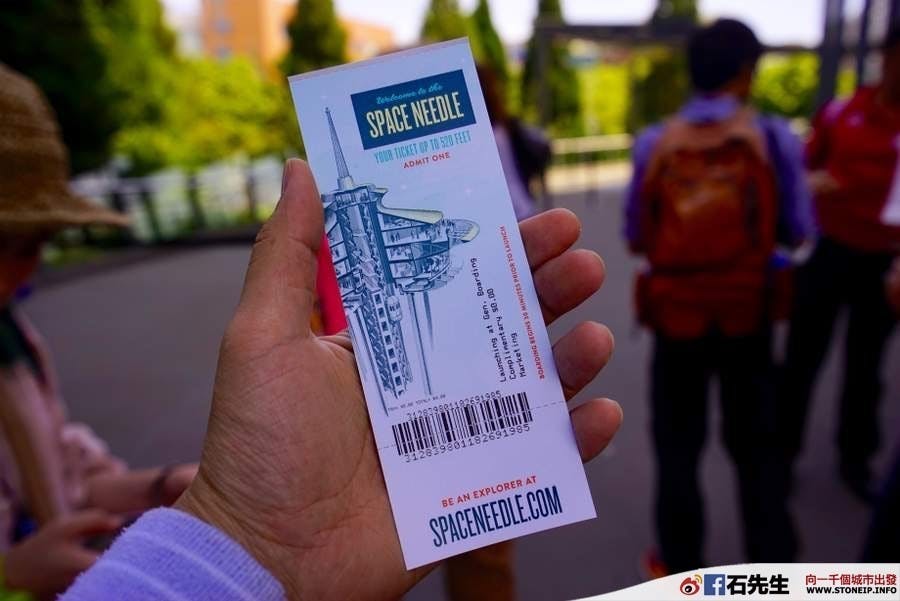 Welcome to the
SPACE NEEDLE
YOUR TICKET UP TO 520 FEET
ADMIT ONE
Launching at Gen. Boarding
Complimentary $0.00
Marketing
BOARDING BEGINS 30 MINUTES PRIOR TO LAUNCH
312839801182691985
312839801182691985
BE AN EXPLORER AT
SPACENEEDLE.COM
石先生
向一千個城市出發
WWW.STONEIP.INFO